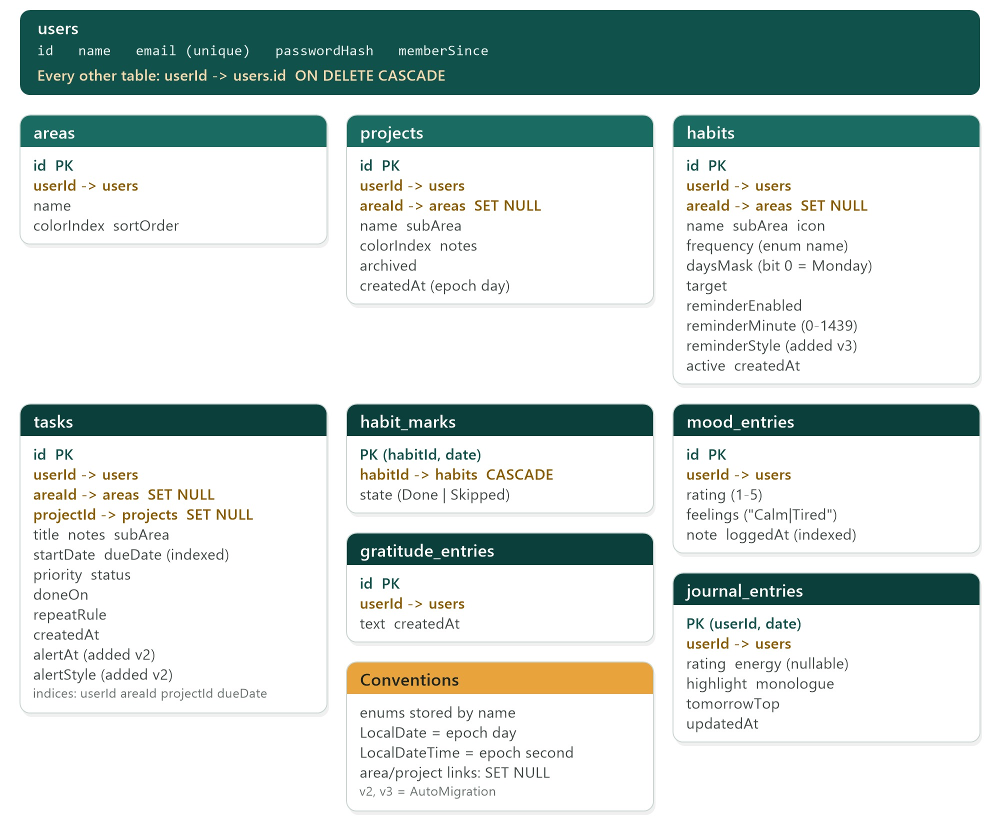 users
id name email (unique) passwordHash memberSince
Every other table: userId -> users.id ON DELETE CASCADE
areas
id PK
userId -> users
name
colorIndex sortOrder
projects
id PK
userId -> users
areaId -> areas SET NULL
name subArea
colorIndex notes
archived
createdAt (epoch day)
habits
id PK
userId -> users
areaId -> areas SET NULL
name subArea icon
frequency (enum name)
daysMask (bit 0 = Monday)
target
reminderEnabled
reminderMinute (0-1439)
reminderStyle (added v3)
active createdAt
tasks
id PK
userId -> users
areaId -> areas SET NULL
projectId -> projects SET NULL
title notes subArea
startDate dueDate (indexed)
priority status
doneOn
repeatRule
createdAt
alertAt (added v2)
alertStyle (added v2)
indices: userId areaId projectId dueDate
habit_marks
PK (habitId, date)
habitId -> habits CASCADE
state (Done | Skipped)
gratitude_entries
id PK
userId -> users
text createdAt
Conventions
enums stored by name
LocalDate = epoch day
LocalDateTime = epoch second
area/project links: SET NULL
v2, v3 = AutoMigration
mood_entries
id PK
userId -> users
rating (1-5)
feelings ("Calm|Tired")
note loggedAt (indexed)
journal_entries
PK (userId, date)
userId -> users
rating energy (nullable)
highlight monologue
tomorrowTop
updatedAt